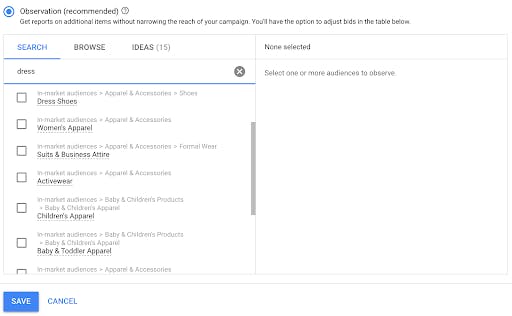 Observation (recommended)
Get reports on additional items without narrowing the reach of your campaign. You'll have the option to adjust bids in the table below.
SEARCH
BROWSE
IDEAS (15)
None selected
dress
Select one or more audiences to observe.
In-market audiences > Apparel & Accessories > Shoes
Dress Shoes
In-market audiences > Apparel & Accessories
Women's Apparel
In-market audiences > Apparel & Accessories > Formal Wear
Suits & Business Attire
In-market audiences > Apparel & Accessories
Activewear
In-market audiences > Baby & Children's Products
> Baby & Children's Apparel
Children's Apparel
In-market audiences > Baby & Children's Products
> Baby & Children's Apparel
Baby & Toddler Apparel
In-market audiences > Apparel & Accessories
SAVE
CANCEL